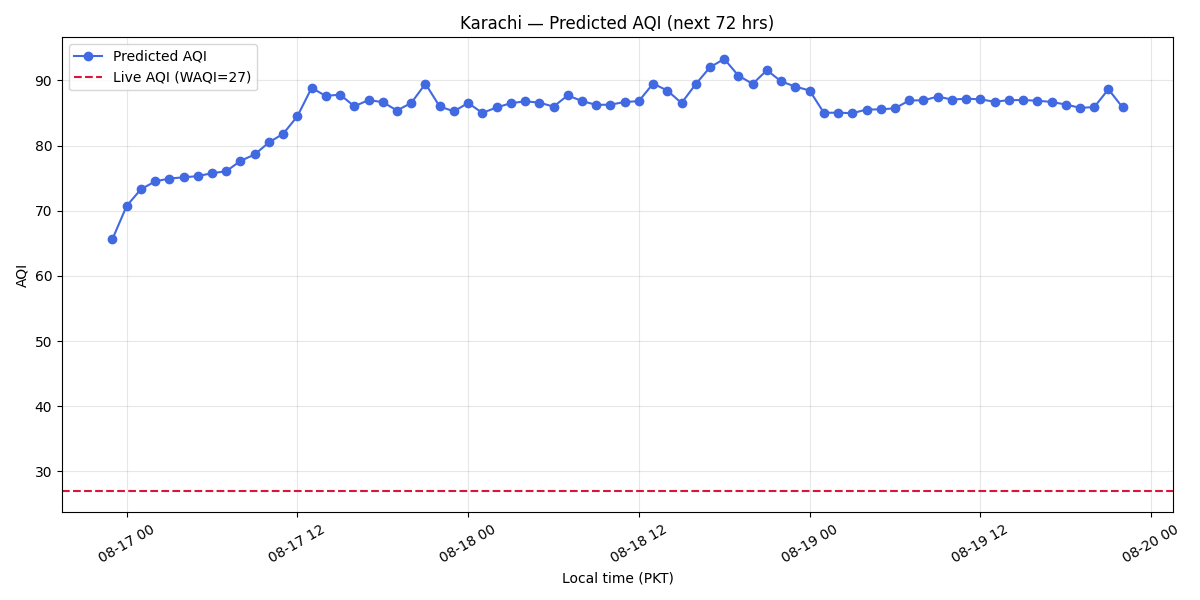 Karachi — Predicted AQI (next 72 hrs)
Predicted AQI
Live AQI (WAQI=27)
AQI
90
80
70
60
50
40
30
08-17 00
08-17 12
08-18 00
08-18 12
08-19 00
08-19 12
08-20 00
Local time (PKT)